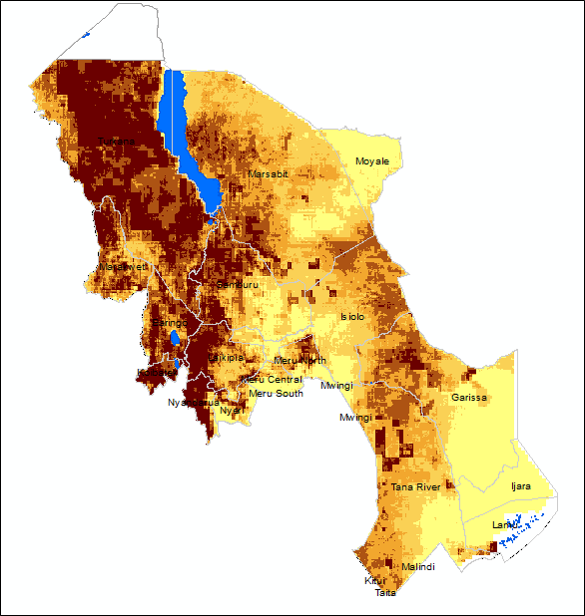 Turkana
Moyale
Marsabit
Marakwet
Samburu
Baringo
Isiolo
Laikipia
Meru North
Meru Central
Mwingi
Meru South
Garissa
Mwingi
Tana River
Ijara
Lamu
Malindi
Kitui
Taita